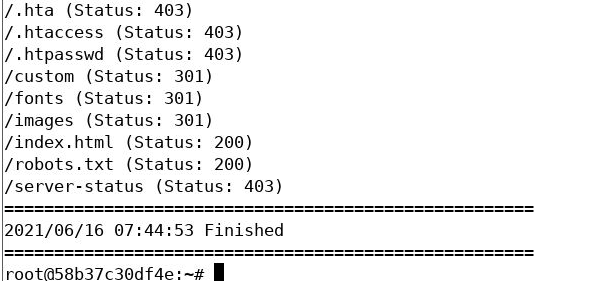 /.hta (Status: 403)
/.htaccess (Status: 403)
/.htpasswd (Status: 403)
/custom (Status: 301)
/fonts (Status: 301)
/images (Status: 301)
/index.html (Status: 200)
/robots.txt (Status: 200)
/server-status (Status: 403)
=====================================================
2021/06/16 07:44:53 Finished
=====================================================
root@58b37c30df4e:~#